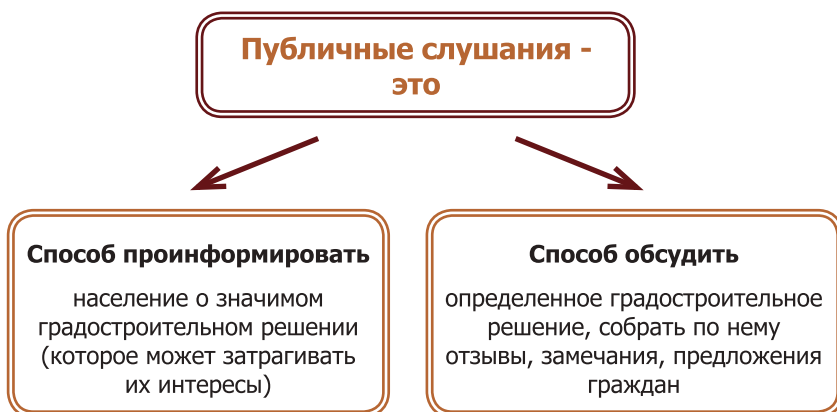 Публичные слушания -
это
Способ проинформировать
население о значимом
градостроительном решении
(которое может затрагивать
их интересы)
Способ обсудить
определенное градостроительное
решение, собрать по нему
отзывы, замечания, предложения
граждан